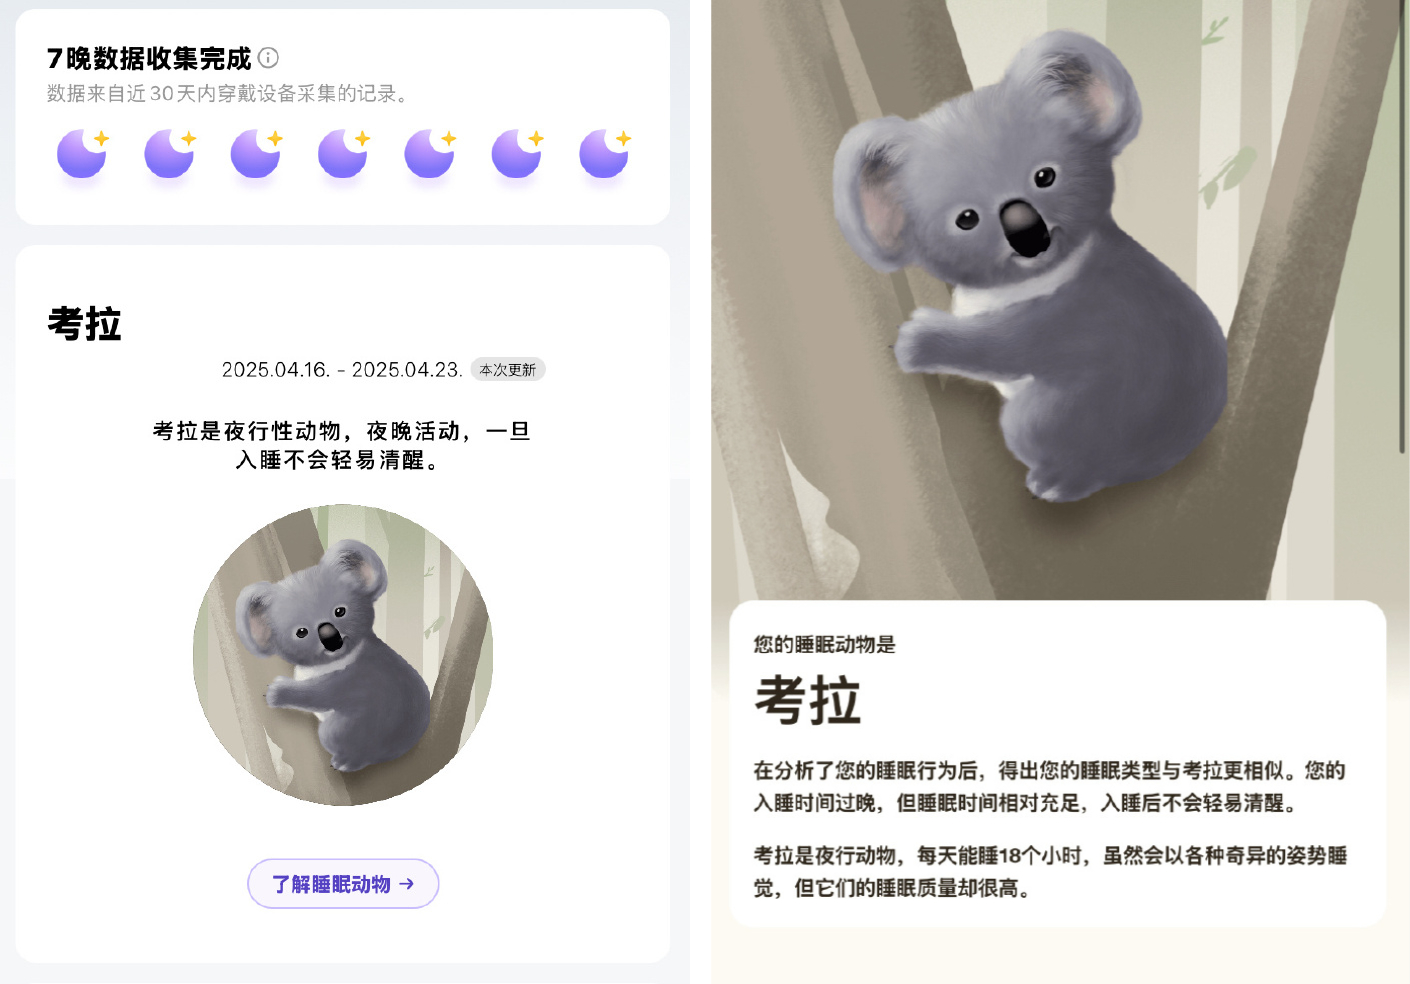 7晚数据收集完成
数据来自近30天内穿戴设备采集的记录。
考拉
2025.04.16. - 2025.04.23. 本次更新
考拉是夜行性动物，夜晚活动，一旦
入睡不会轻易清醒。
了解睡眠动物 →
您的睡眠动物是
考拉
在分析了您的睡眠行为后，得出您的睡眠类型与考拉更相似。您的
入睡时间过晚，但睡眠时间相对充足，入睡后不会轻易清醒。
考拉是夜行动物，每天能睡18个小时，虽然会以各种奇异的姿势睡
觉，但它们的睡眠质量却很高。